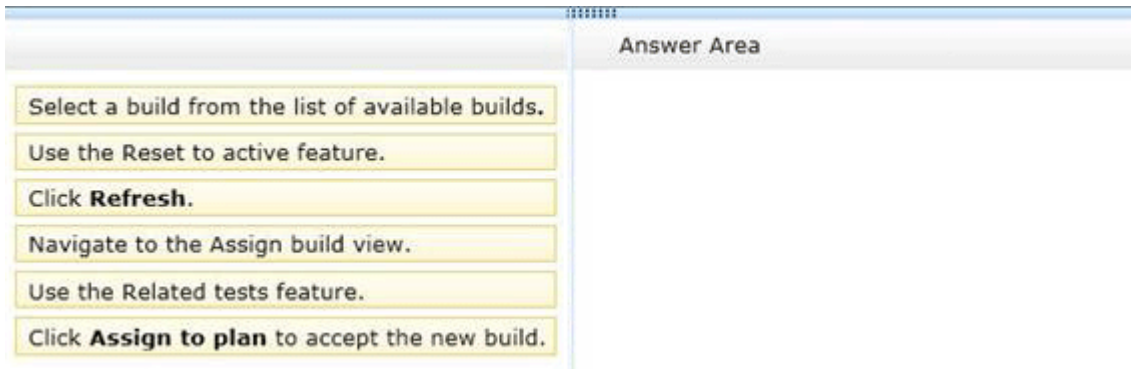 Answer Area
Select a build from the list of available builds.
Use the Reset to active feature.
Click Refresh.
Navigate to the Assign build view.
Use the Related tests feature.
Click Assign to plan to accept the new build.